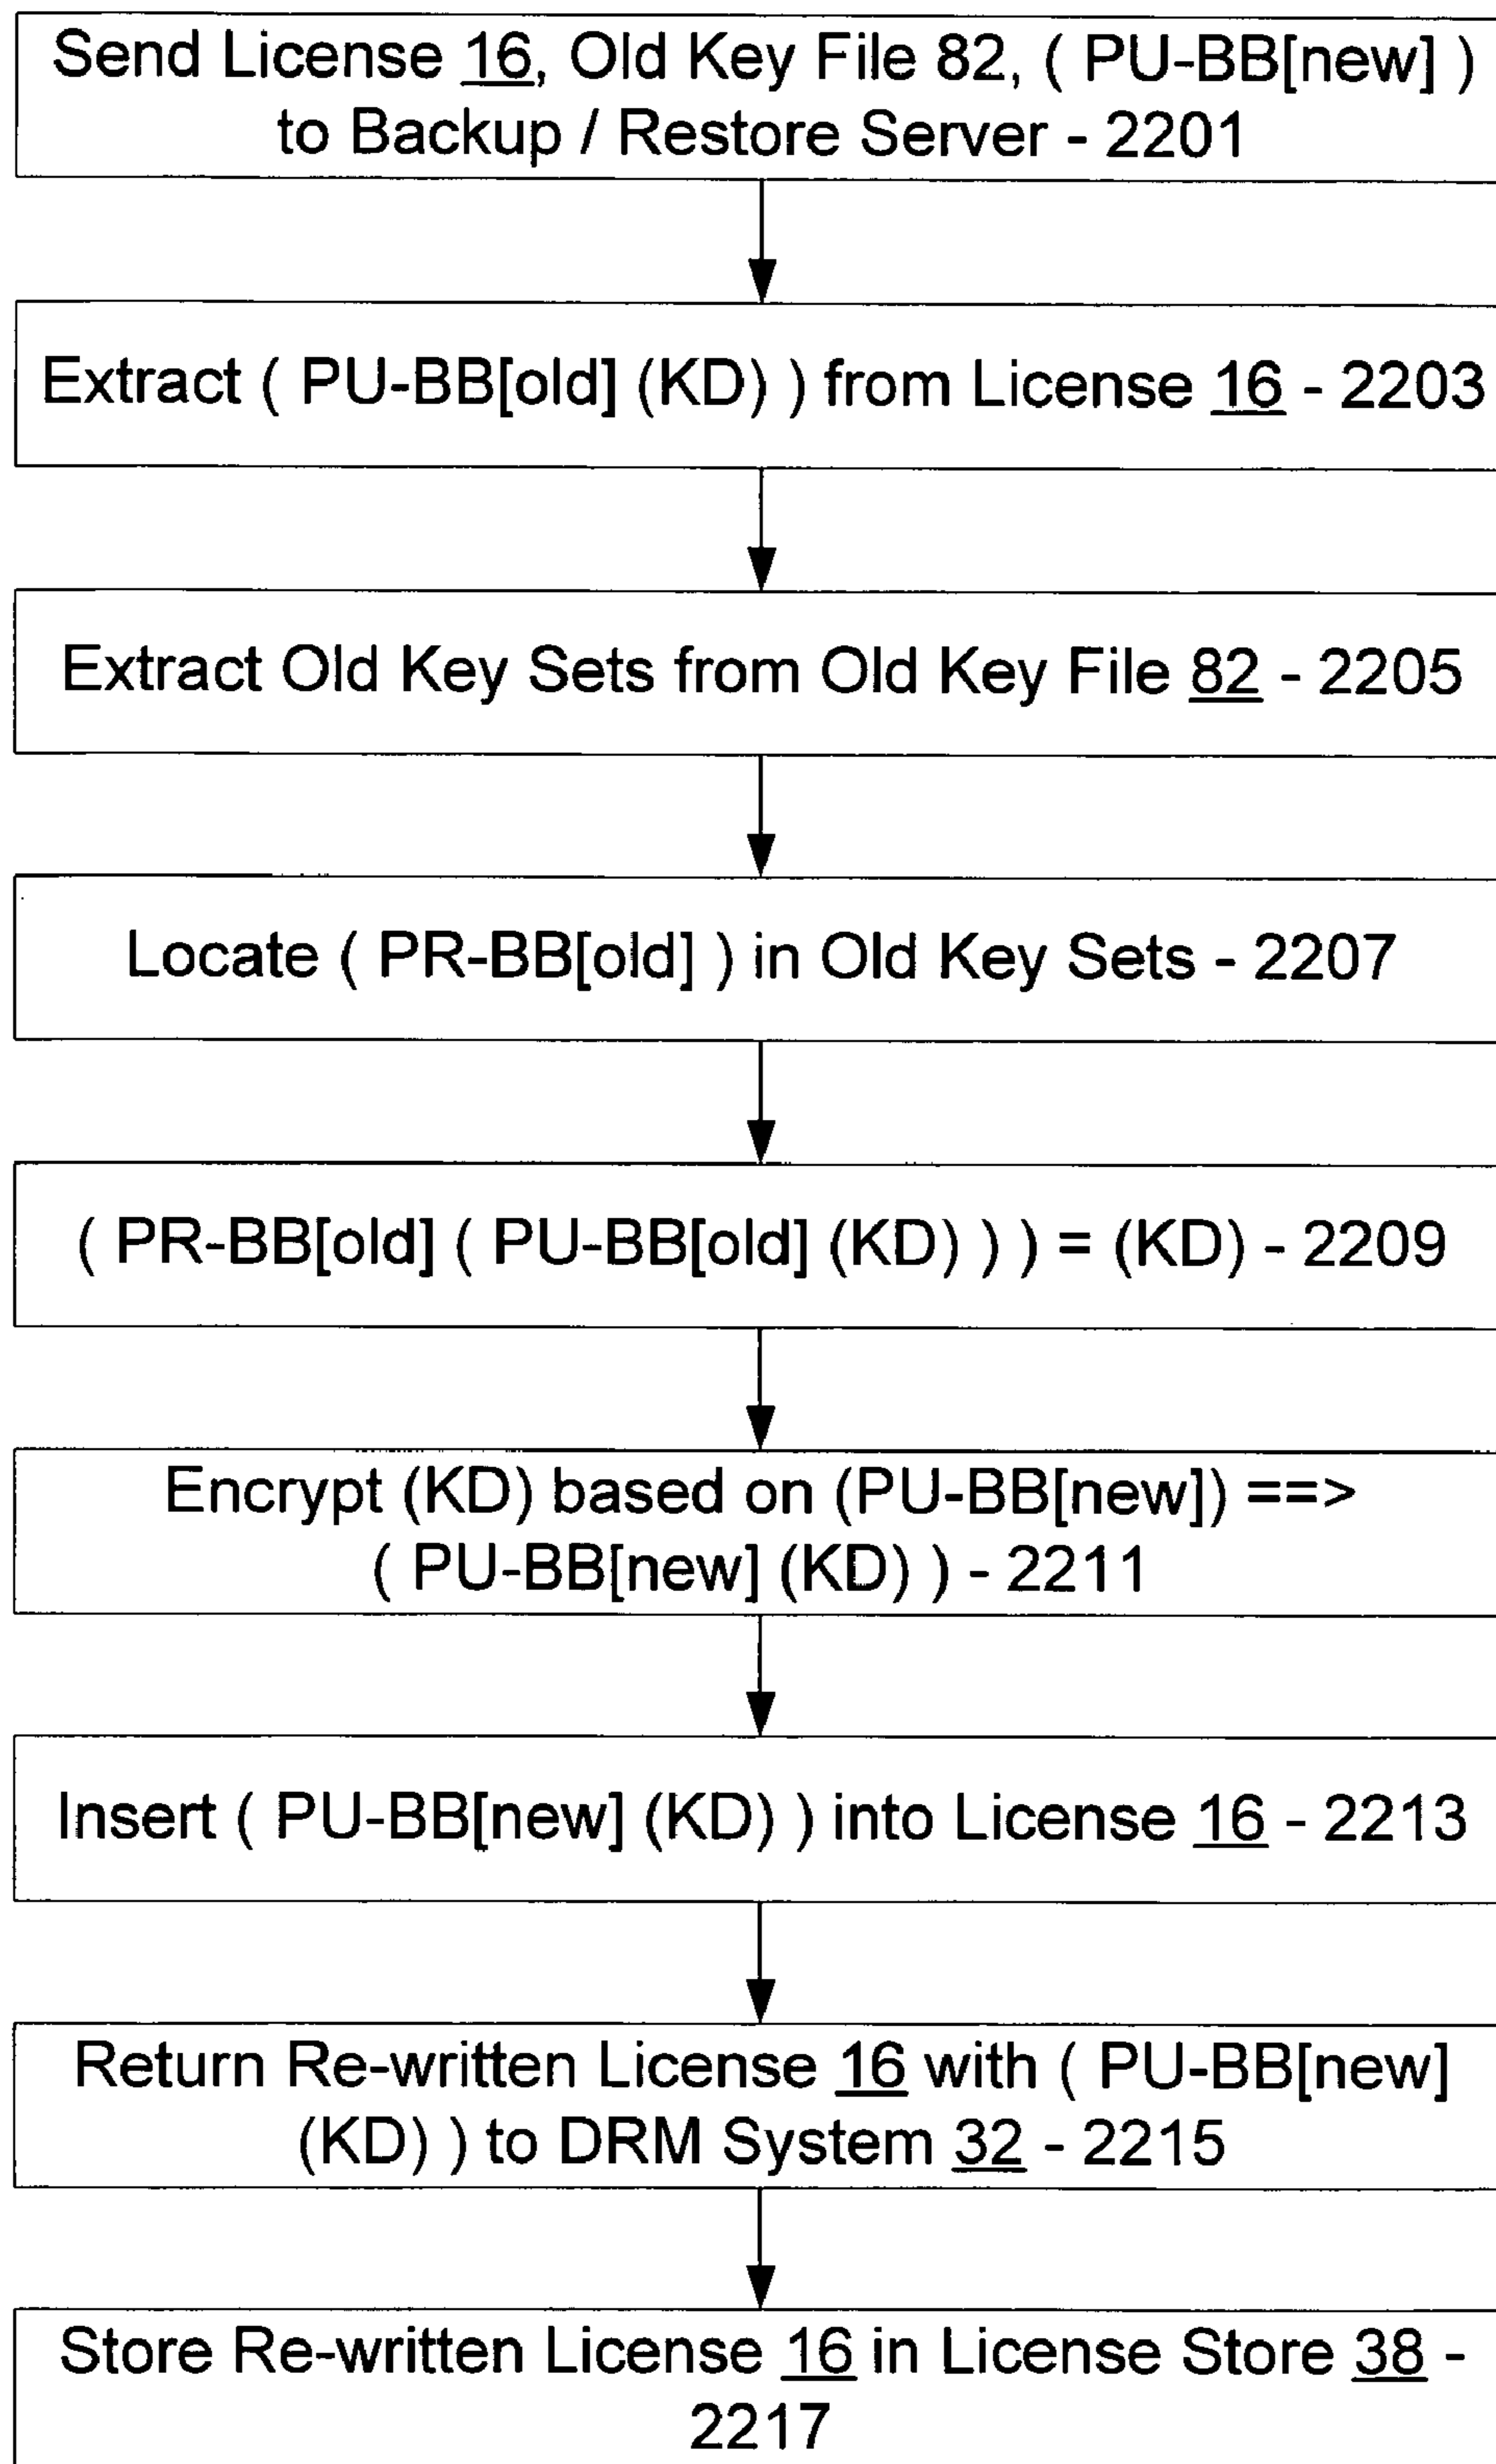 Send License 16, Old Key File 82, ( PU-BB[new] )
to Backup / Restore Server - 2201
Extract ( PU-BB[old] (KD) ) from License 16 - 2203
Extract Old Key Sets from Old Key File 82 - 2205
Locate ( PR-BB[old] ) in Old Key Sets - 2207
( PR-BB[old] ( PU-BB[old] (KD) ) ) = (KD) - 2209
Encrypt (KD) based on (PU-BB[new]) ==>
( PU-BB[new] (KD) ) - 2211
Insert ( PU-BB[new] (KD) ) into License 16 - 2213
Return Re-written License 16 with ( PU-BB[new]
(KD) ) to DRM System 32 - 2215
Store Re-written License 16 in License Store 38 -
2217